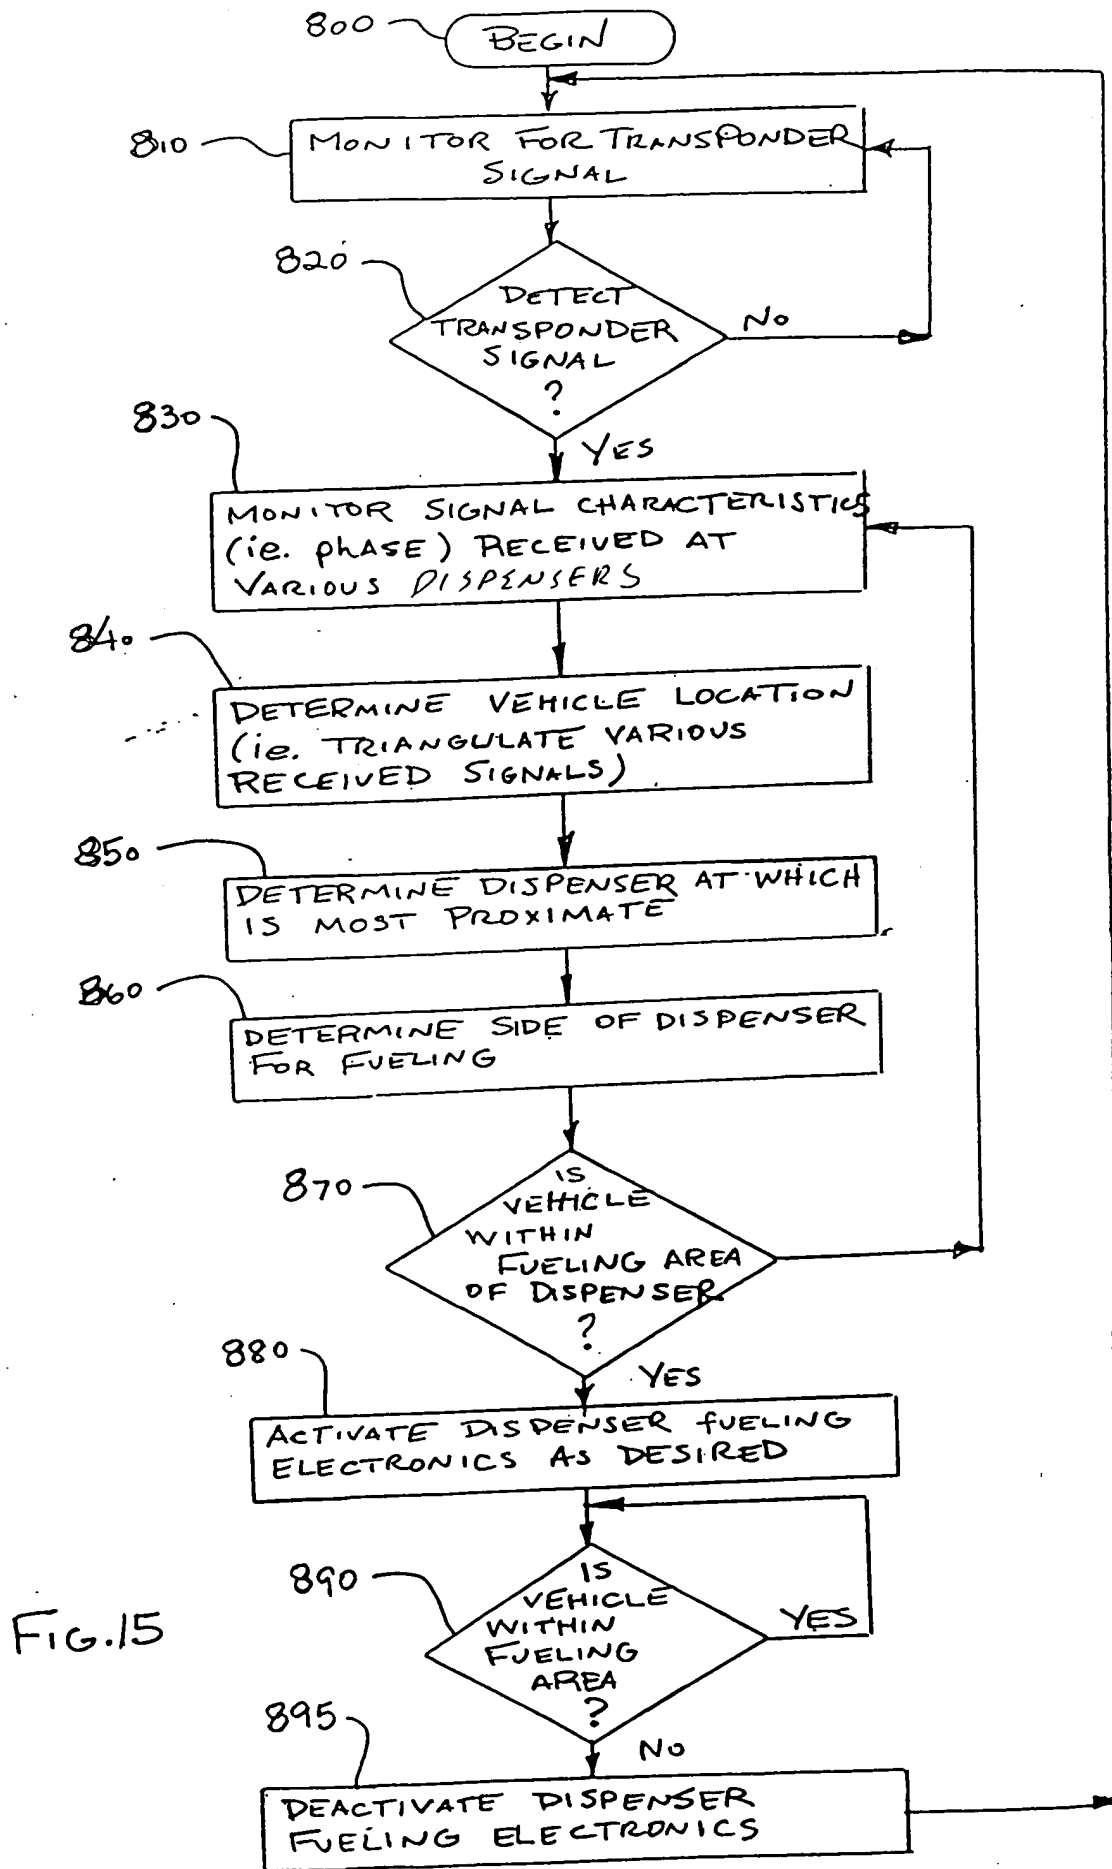 800
BEGIN
810
MONITOR FOR TRANSPONDER
SIGNAL
820
DETECT
TRANSPONDER
SIGNAL
?
No
YES
830
MONITOR SIGNAL CHARACTERISTICS
(ie. phASE) RECEIVED AT
VARIOUS DISPENSERS
840
DETERMINE VEHICLE LOCATION
(ie. TRIANGULATE VARIOUS
RECEIVED SIGNALS)
850
DETERMINE DISPENSER AT WHICH
IS MOST PROXIMATE
860
DETERMINE SIDE OF DISPENSER
FOR FUELING
870
IS
VEHICLE
WITHIN
FUELING AREA
OF DISPENSER
?
YES
880
ACTIVATE DISPENSER FUELING
ELECTRONICS AS DESIRED
890
IS
VEHICLE
WITHIN
FUELING
AREA
?
YES
NO
895
DEACTIVATE DISPENSER
FUELING ELECTRONICS
FIG.15